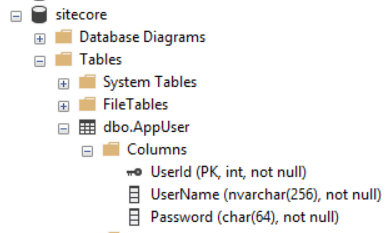 sitecore
Database Diagrams
Tables
System Tables
FileTables
dbo.AppUser
Columns
UserId (PK, int, not null)
UserName (nvarchar(256), not null)
Password (char(64), not null)